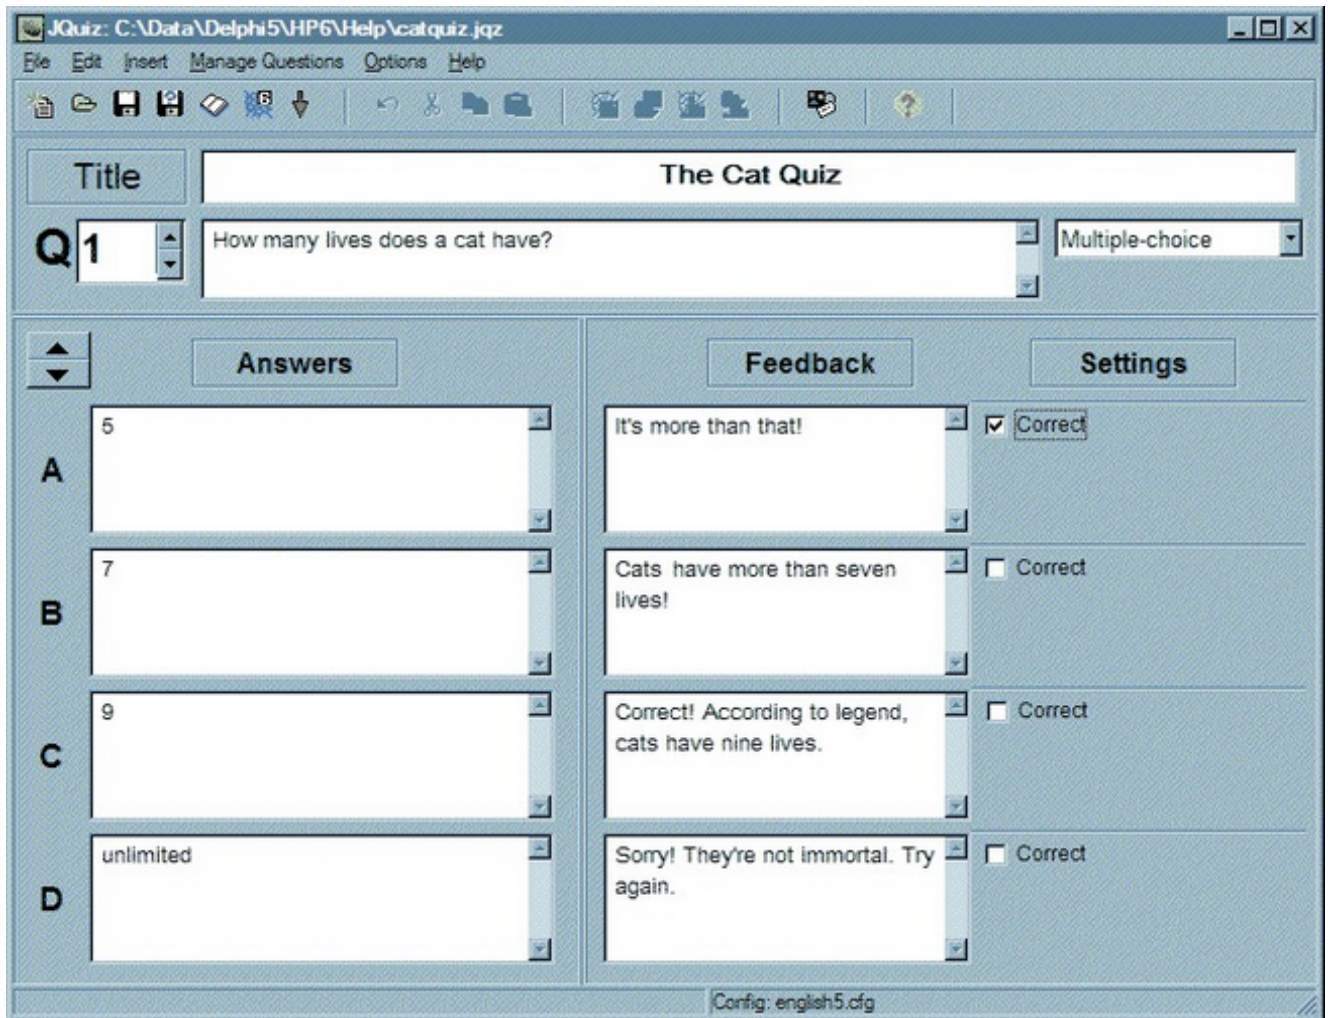 JQuiz: C:\Data\Delphi5\HP6\Help\catquiz.jqz
File Edit Insert Manage Questions Options Help
Title
The Cat Quiz
Q 1
How many lives does a cat have?
Multiple-choice
Answers Feedback Settings
A
5
It's more than that!
Correct
B
7
Cats have more than seven
lives!
Correct
C
9
Correct! According to legend,
cats have nine lives.
Correct
D
unlimited
Sorry! They're not immortal. Try
again.
Correct
Config: english5.cfg